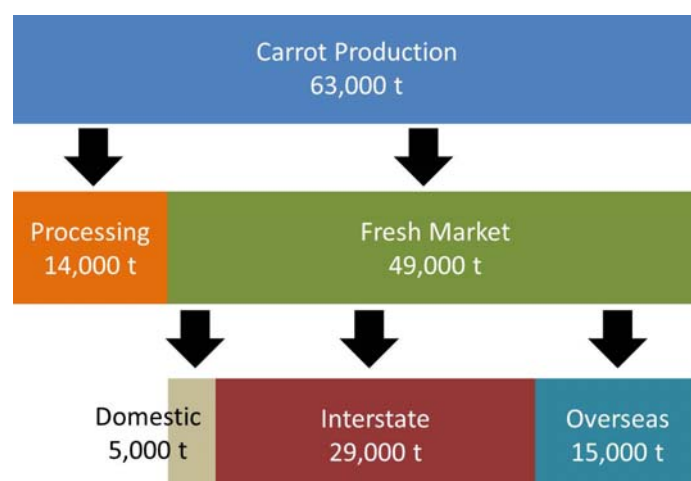 Carrot Production
63,000 t
Processing
14,000 t
Fresh Market
49,000 t
Domestic
5,000 t
Interstate
29,000 t
Overseas
15,000 t